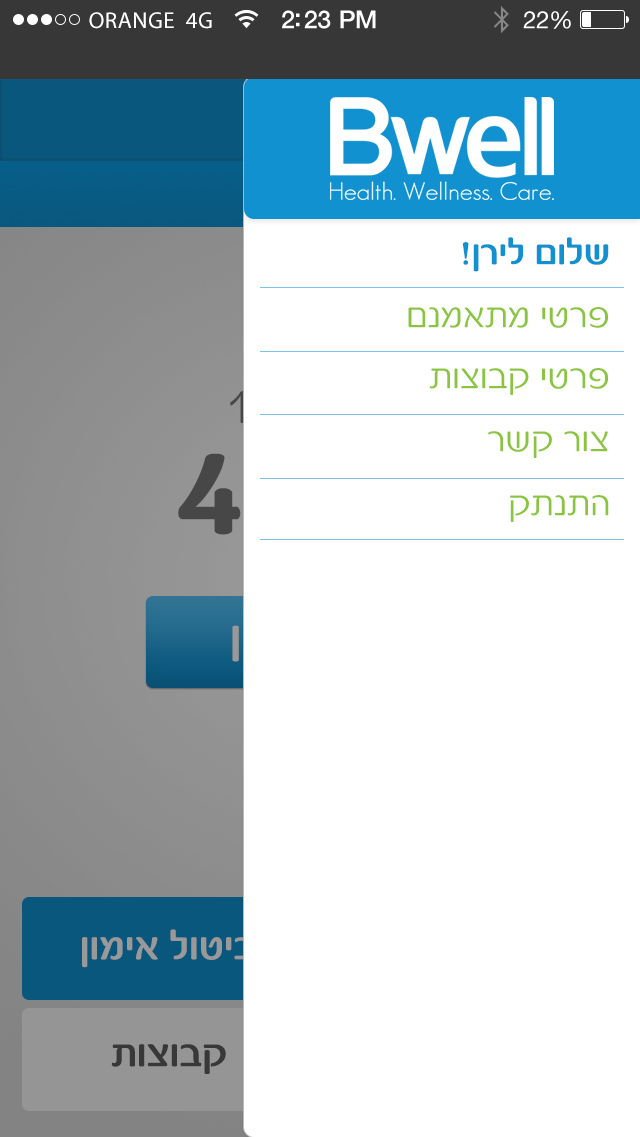 ORANGE 4G 2:23 PM 22%
Bwell
Health. Wellness. Care.
שלום לירן!
פרטי מתאמנם
פרטי קבוצות
צור קשר
התנתק
1
4
אימון
קבוצות